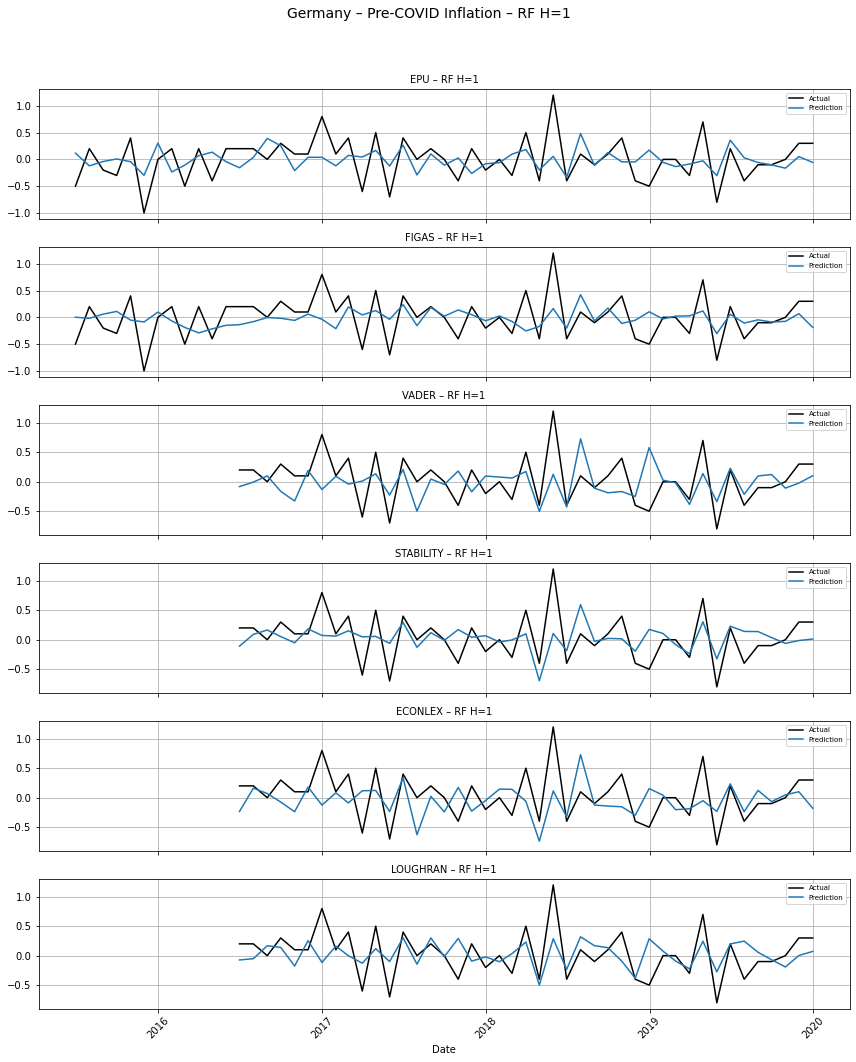 Germany – Pre-COVID Inflation – RF H=1
EPU – RF H=1
Actual
Prediction
1.0
0.5
0.0
−0.5
−1.0
FIGAS – RF H=1
Actual
Prediction
1.0
0.5
0.0
−0.5
−1.0
VADER – RF H=1
Actual
Prediction
1.0
0.5
0.0
−0.5
STABILITY – RF H=1
Actual
Prediction
1.0
0.5
0.0
−0.5
ECONLEX – RF H=1
Actual
Prediction
1.0
0.5
0.0
−0.5
LOUGHRAN – RF H=1
Actual
Prediction
1.0
0.5
0.0
−0.5
2016 2017 2018 2019 2020
Date